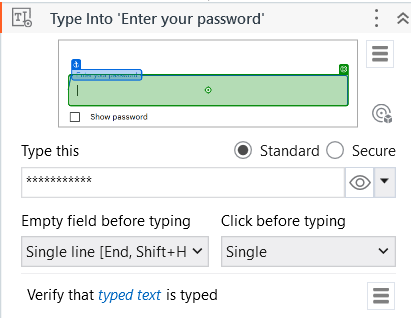 Type Into 'Enter your password'
Enter your password
Show password
Type this
Standard
Secure
***********
Empty field before typing
Click before typing
Single line [End, Shift+H
Single
Verify that typed text is typed